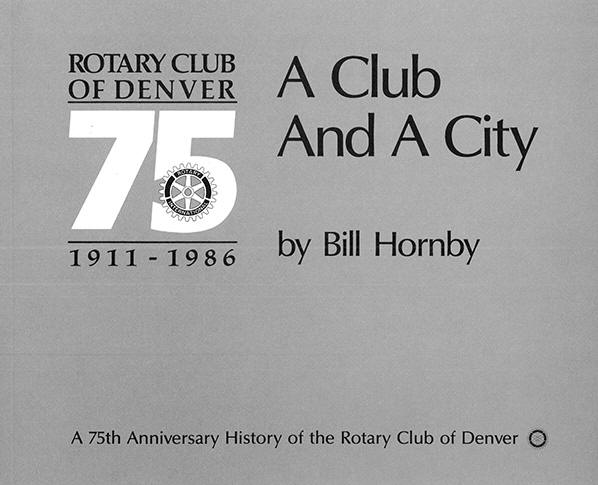 ROTARY CLUB
OF DENVER
75
ROTARY
INTERNATIONAL
1911 - 1986
A Club
And A City
by Bill Hornby
A 75th Anniversary History of the Rotary Club of Denver